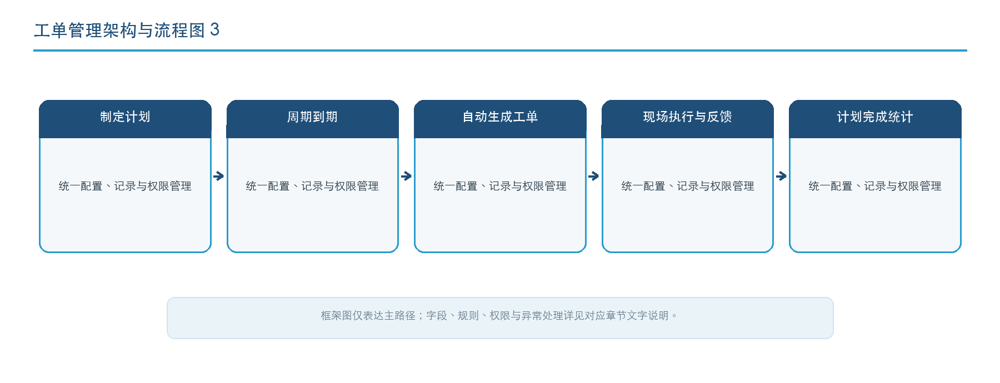 工单管理架构与流程图 3
制定计划
周期到期
自动生成工单
现场执行与反馈
计划完成统计
统一配置、记录与权限管理
统一配置、记录与权限管理
统一配置、记录与权限管理
统一配置、记录与权限管理
统一配置、记录与权限管理
框架图仅表达主路径；字段、规则、权限与异常处理详见对应章节文字说明。